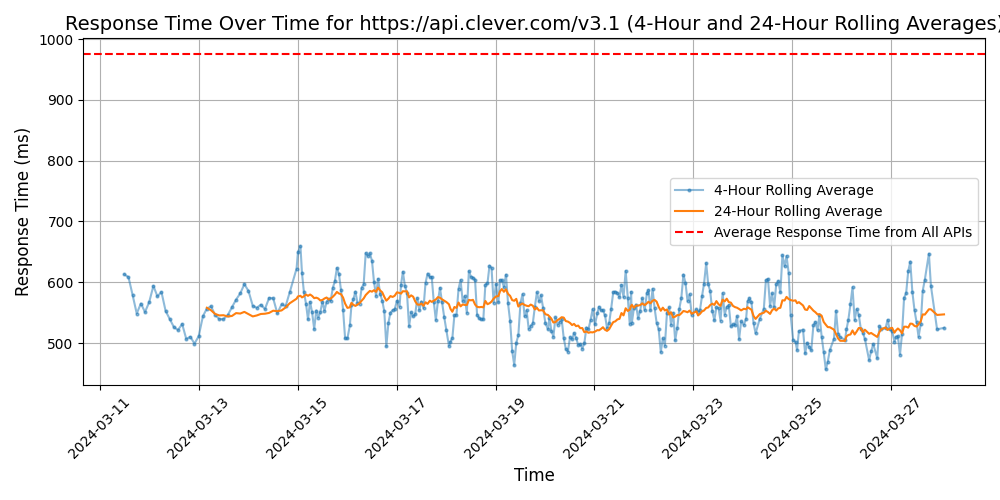 Response Time Over Time for https://api.clever.com/v3.1 (4-Hour and 24-Hour Rolling Averages)
Response Time (ms)
1000
900
800
700
600
500
4-Hour Rolling Average
24-Hour Rolling Average
Average Response Time from All APIs
2024-03-11
2024-03-13
2024-03-15
2024-03-17
2024-03-19
2024-03-21
2024-03-23
2024-03-25
2024-03-27
Time